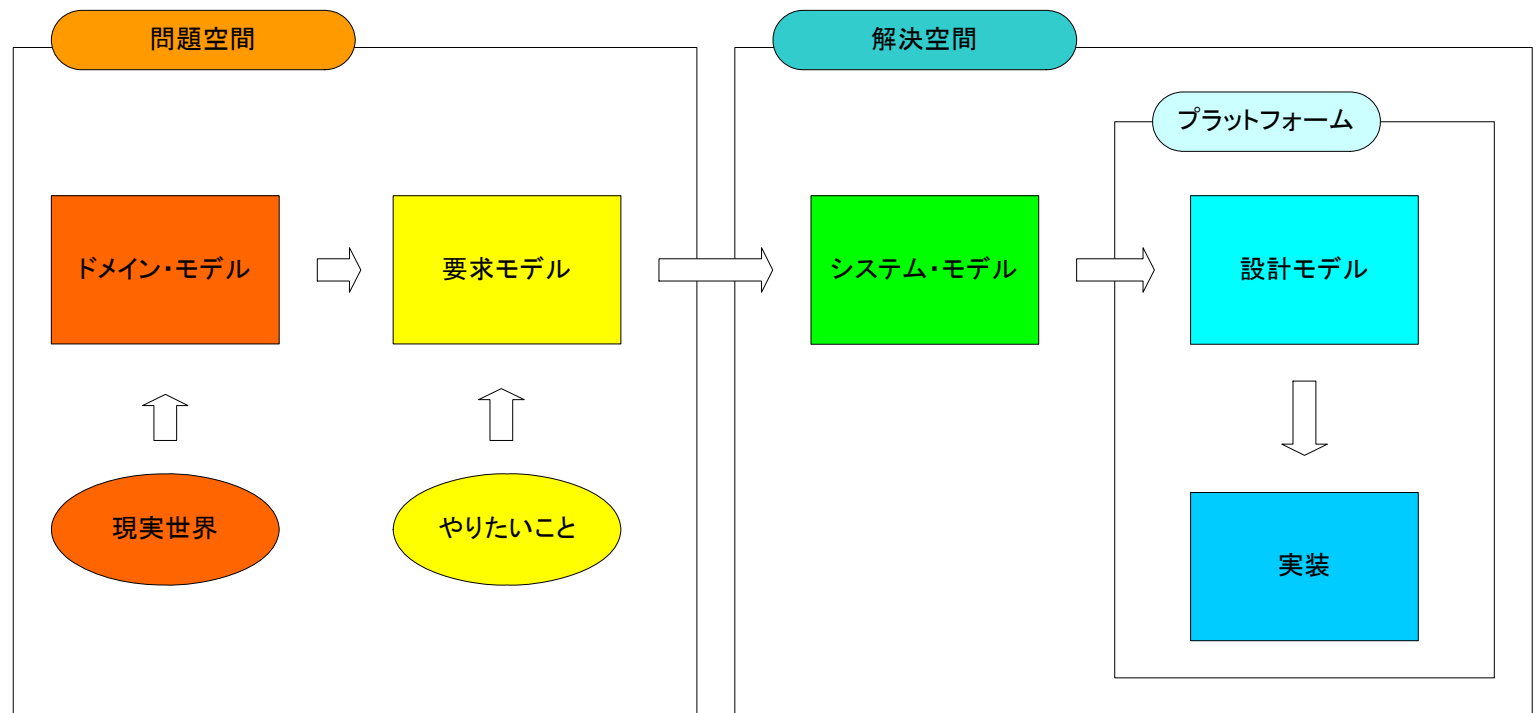 問題空間
解決空間
プラットフォーム
ドメイン・モデル
要求モデル
システム・モデル
設計モデル
現実世界
やりたいこと
実装